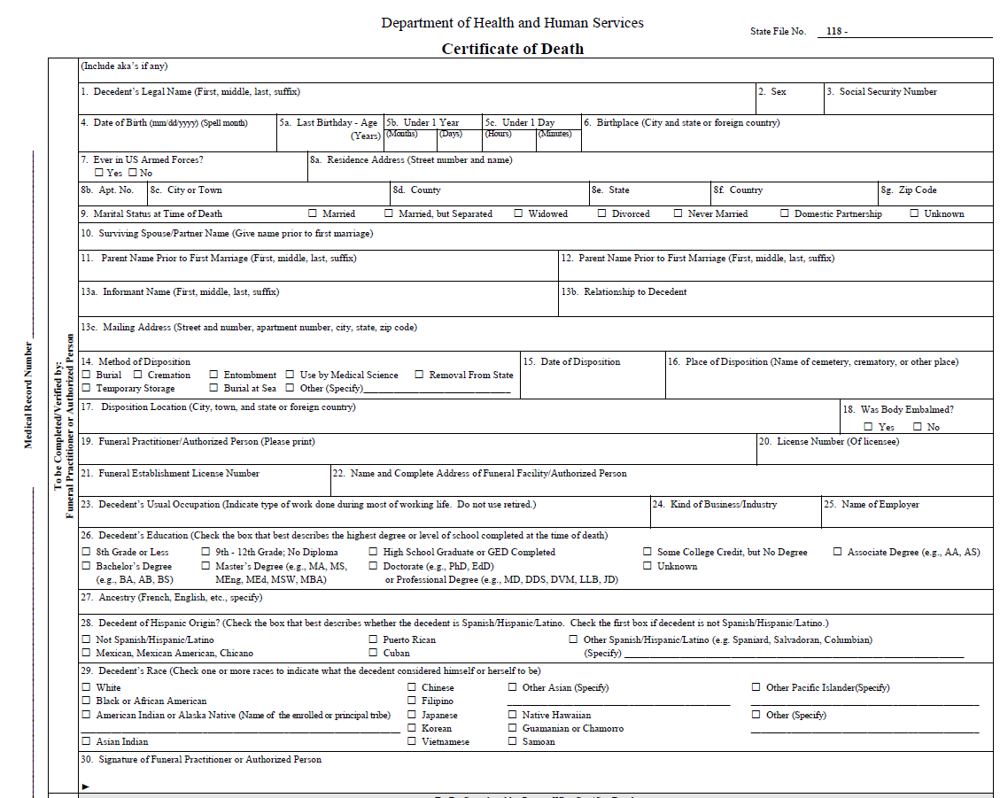 Department of Health and Human Services
State File No. 118 -
Certificate of Death
(Include aka's if any)
1. Decedent's Legal Name (First, middle, last, suffix)
2. Sex
3. Social Security Number
4. Date of Birth (mm/dd/yyyy) (Spell month)
5a. Last Birthday - Age
(Years)
5b. Under 1 Year
(Months) (Days)
5c. Under 1 Day
(Hours) (Minutes)
6. Birthplace (City and state or foreign country)
7. Ever in US Armed Forces?
☐ Yes ☐ No
8a. Residence Address (Street number and name)
8b. Apt. No.
8c. City or Town
8d. County
8e. State
8f. Country
8g. Zip Code
9. Marital Status at Time of Death ☐ Married ☐ Married, but Separated ☐ Widowed ☐ Divorced ☐ Never Married ☐ Domestic Partnership ☐ Unknown
10. Surviving Spouse/Partner Name (Give name prior to first marriage)
11. Parent Name Prior to First Marriage (First, middle, last, suffix)
12. Parent Name Prior to First Marriage (First, middle, last, suffix)
13a. Informant Name (First, middle, last, suffix)
13b. Relationship to Decedent
13c. Mailing Address (Street and number, apartment number, city, state, zip code)
14. Method of Disposition
☐ Burial ☐ Cremation ☐ Entombment ☐ Use by Medical Science ☐ Removal From State
☐ Temporary Storage ☐ Burial at Sea ☐ Other (Specify)
15. Date of Disposition
16. Place of Disposition (Name of cemetery, crematory, or other place)
17. Disposition Location (City, town, and state or foreign country)
18. Was Body Embalmed?
☐ Yes ☐ No
19. Funeral Practitioner/Authorized Person (Please print)
20. License Number (Of licensee)
21. Funeral Establishment License Number
22. Name and Complete Address of Funeral Facility/Authorized Person
23. Decedent's Usual Occupation (Indicate type of work done during most of working life. Do not use retired.)
24. Kind of Business/Industry
25. Name of Employer
26. Decedent's Education (Check the box that best describes the highest degree or level of school completed at the time of death)
☐ 8th Grade or Less ☐ 9th - 12th Grade; No Diploma ☐ High School Graduate or GED Completed ☐ Some College Credit, but No Degree ☐ Associate Degree (e.g., AA, AS)
☐ Bachelor's Degree ☐ Master's Degree (e.g., MA, MS, ☐ Doctorate (e.g., PhD, EdD) ☐ Unknown
(e.g., BA, AB, BS) MEng, MEd, MSW, MBA) or Professional Degree (e.g., MD, DDS, DVM, LLB, JD)
27. Ancestry (French, English, etc., specify)
28. Decedent of Hispanic Origin? (Check the box that best describes whether the decedent is Spanish/Hispanic/Latino. Check the first box if decedent is not Spanish/Hispanic/Latino.)
☐ Not Spanish/Hispanic/Latino ☐ Puerto Rican ☐ Other Spanish/Hispanic/Latino (e.g. Spaniard, Salvadoran, Columbian)
☐ Mexican, Mexican American, Chicano ☐ Cuban (Specify)
29. Decedent's Race (Check one or more races to indicate what the decedent considered himself or herself to be)
☐ White ☐ Chinese ☐ Other Asian (Specify) ☐ Other Pacific Islander(Specify)
☐ Black or African American ☐ Filipino
☐ American Indian or Alaska Native (Name of the enrolled or principal tribe) ☐ Japanese ☐ Native Hawaiian ☐ Other (Specify)
☐ Korean ☐ Guamanian or Chamorro
☐ Asian Indian ☐ Vietnamese ☐ Samoan
30. Signature of Funeral Practitioner or Authorized Person
►
Medical Record Number
To be Completed/Verified by:
Funeral Practitioner or Authorized Person